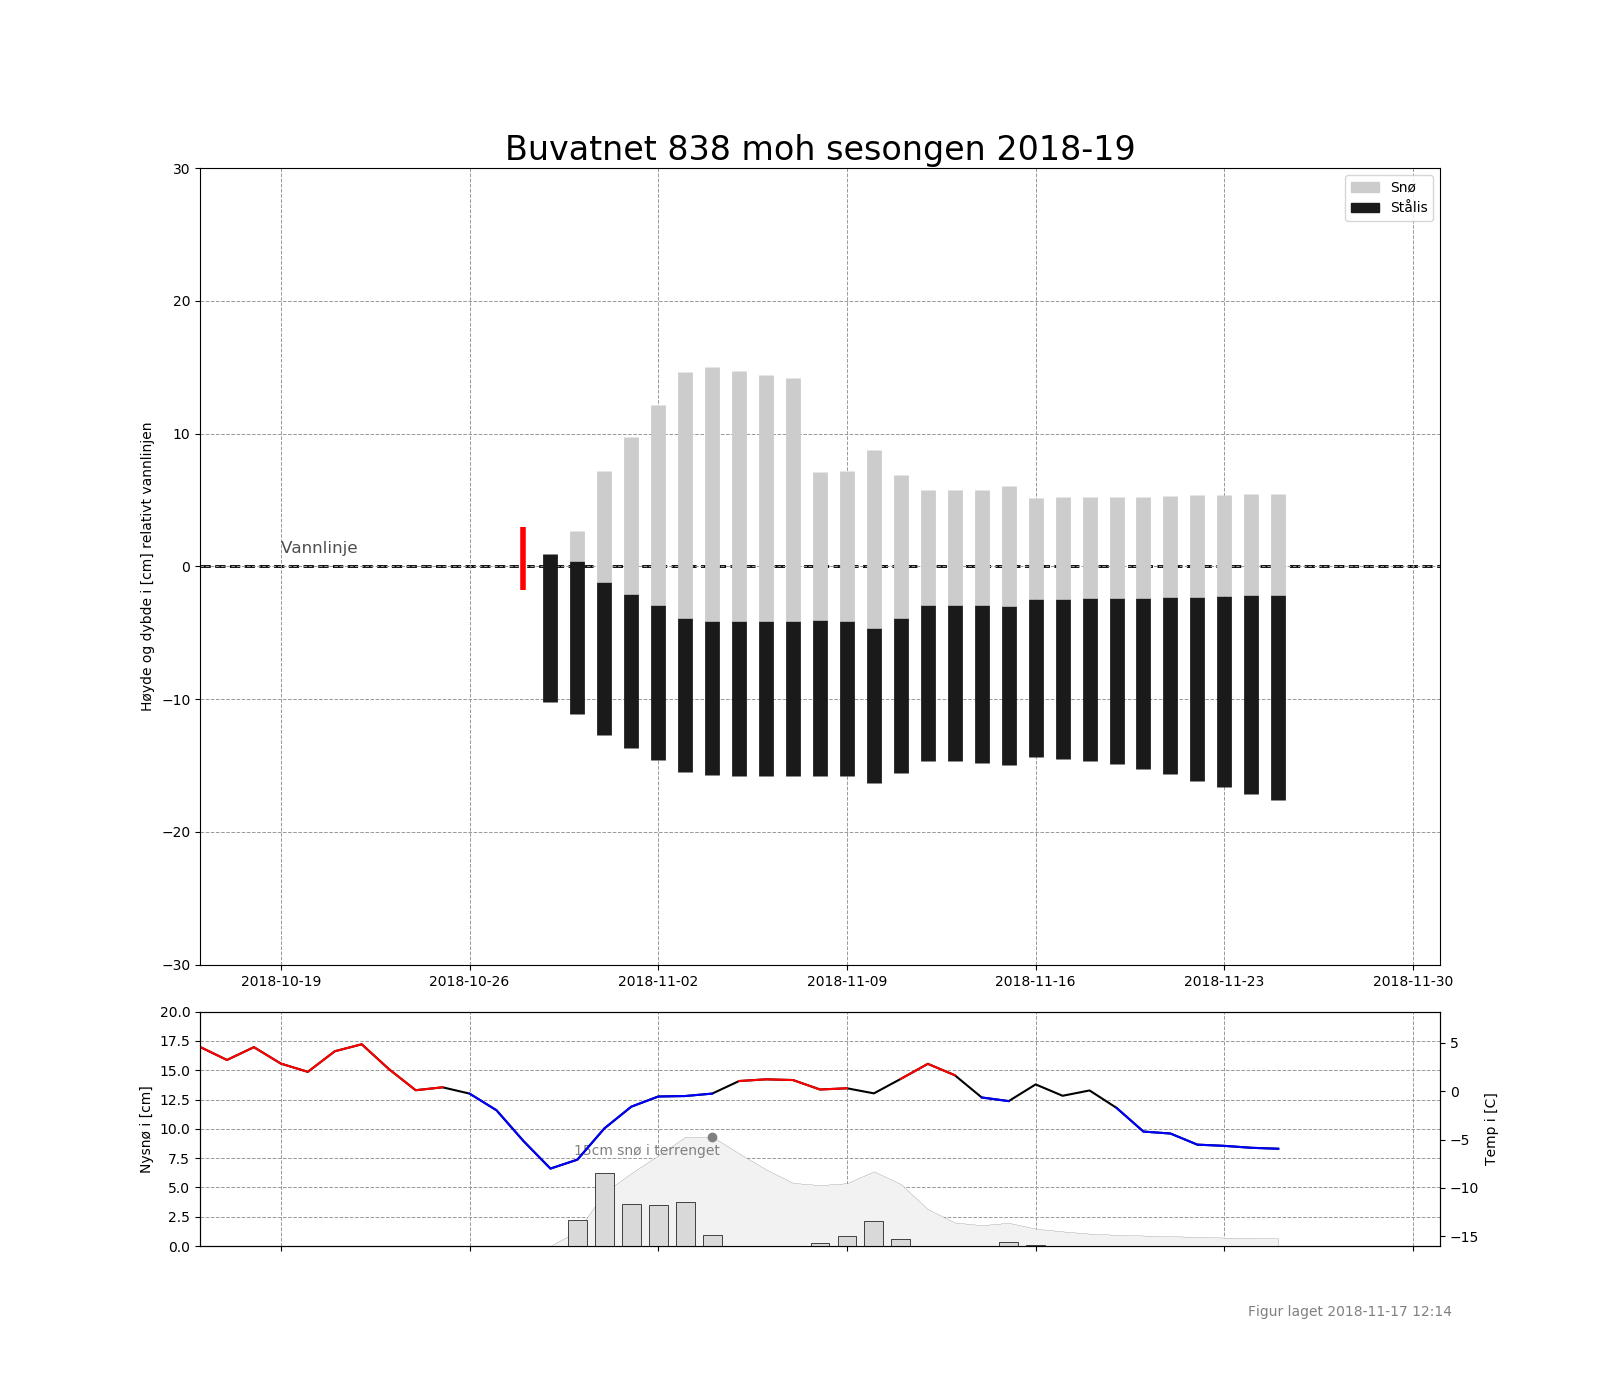 Buvatnet 838 moh sesongen 2018-19
30
20
10
0
−10
−20
−30
Høyde og dybde i [cm] relativt vannlinjen
Snø
Stålis
Vannlinje
2018-10-19 2018-10-26 2018-11-02 2018-11-09 2018-11-16 2018-11-23 2018-11-30
20.0
17.5
15.0
12.5
10.0
7.5
5.0
2.5
0.0
Nysnø i [cm]
15cm snø i terrenget
5
0
−5
−10
−15
Temp i [C]
Figur laget 2018-11-17 12:14